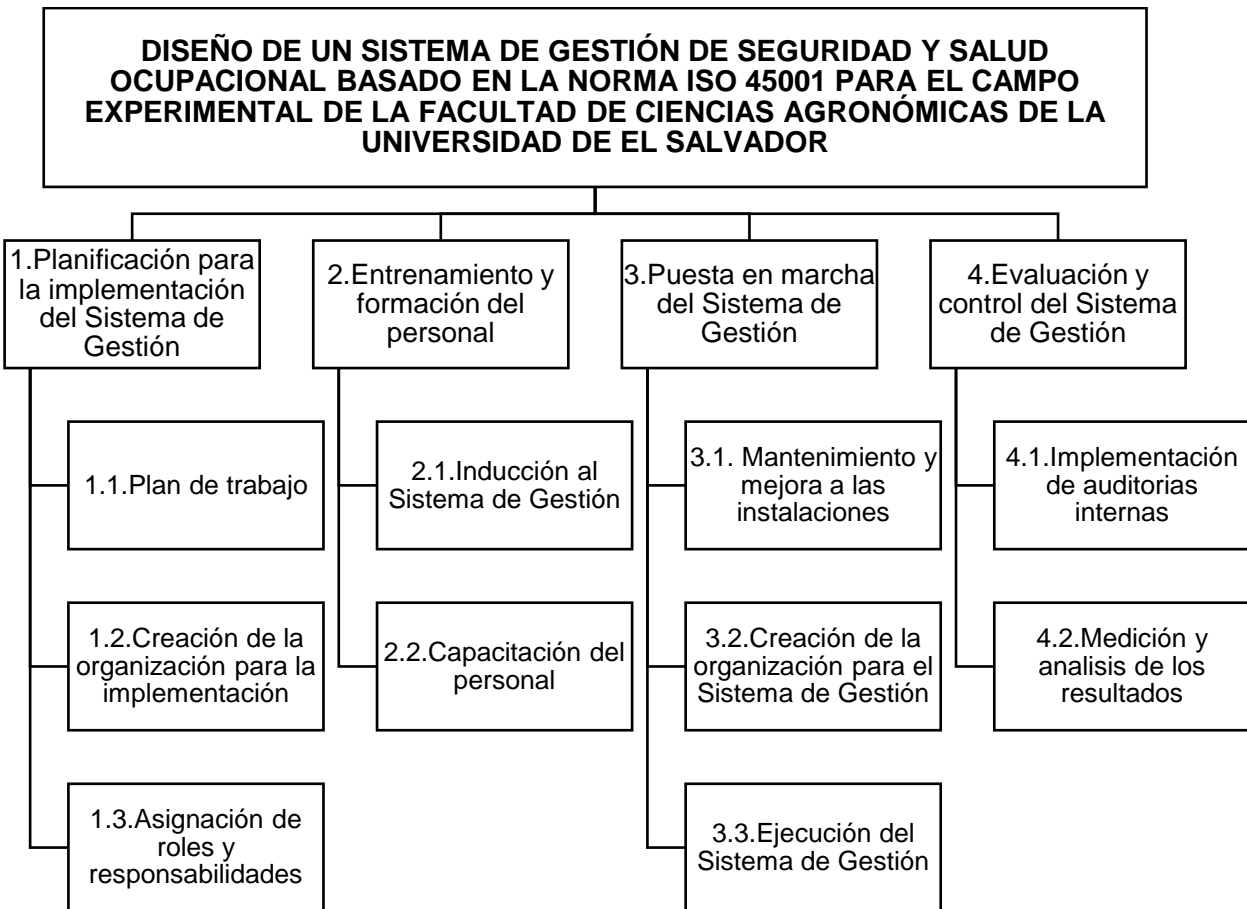 DISEÑO DE UN SISTEMA DE GESTIÓN DE SEGURIDAD Y SALUD
OCUPACIONAL BASADO EN LA NORMA ISO 45001 PARA EL CAMPO
EXPERIMENTAL DE LA FACULTAD DE CIENCIAS AGRONÓMICAS DE LA
UNIVERSIDAD DE EL SALVADOR
1.Planificación para
la implementación
del Sistema de
Gestión
1.1.Plan de trabajo
1.2.Creación de la
organización para la
implementación
1.3.Asignación de
roles y
responsabilidades
2.Entrenamiento y
formación del
personal
2.1.Inducción al
Sistema de Gestión
2.2.Capacitación del
personal
3.Puesta en marcha
del Sistema de
Gestión
3.1. Mantenimiento y
mejora a las
instalaciones
3.2.Creación de la
organización para el
Sistema de Gestión
3.3.Ejecución del
Sistema de Gestión
4.Evaluación y
control del Sistema
de Gestión
4.1.Implementación
de auditorias
internas
4.2.Medición y
analisis de los
resultados